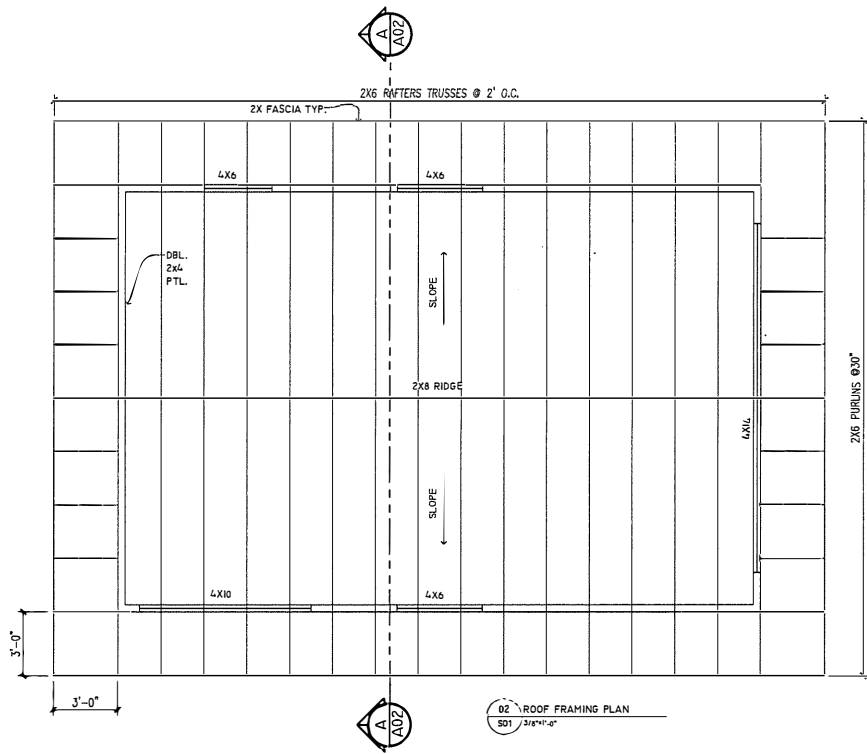 A
A02
2X6 RAFTERS TRUSSES @ 2' O.C.
2X FASCIA TYP.
4X6
4X6
DBL.
2x4
PTL.
SLOPE
2X8 RIDGE
2X6 PURLINS @30"
4X14
SLOPE
4X10
4X6
3'-0"
3'-0"
A
A02
02 ROOF FRAMING PLAN
S01 3/8"=1'-0"